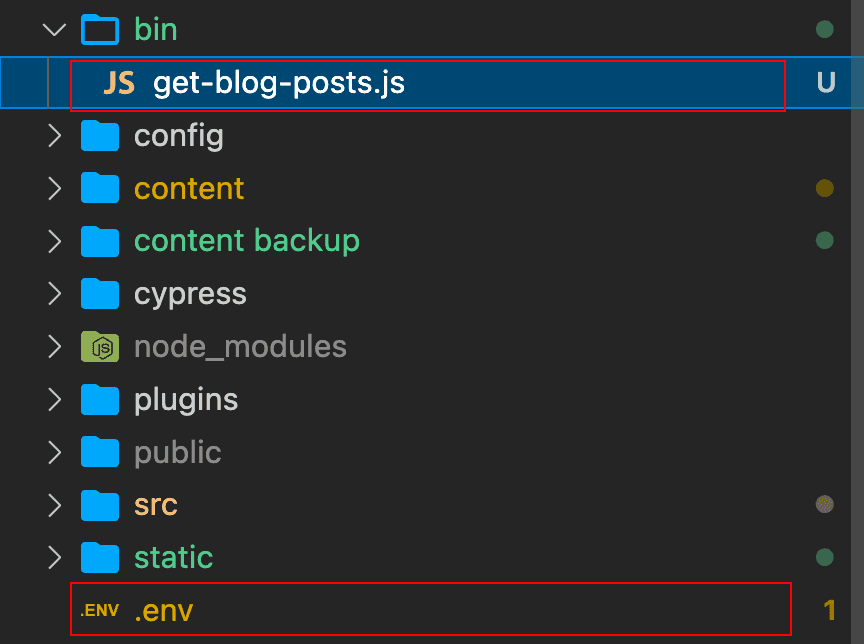 bin
JS get-blog-posts.js U
config
content
content backup
cypress
JS node_modules
plugins
public
src
static
.ENV .env 1